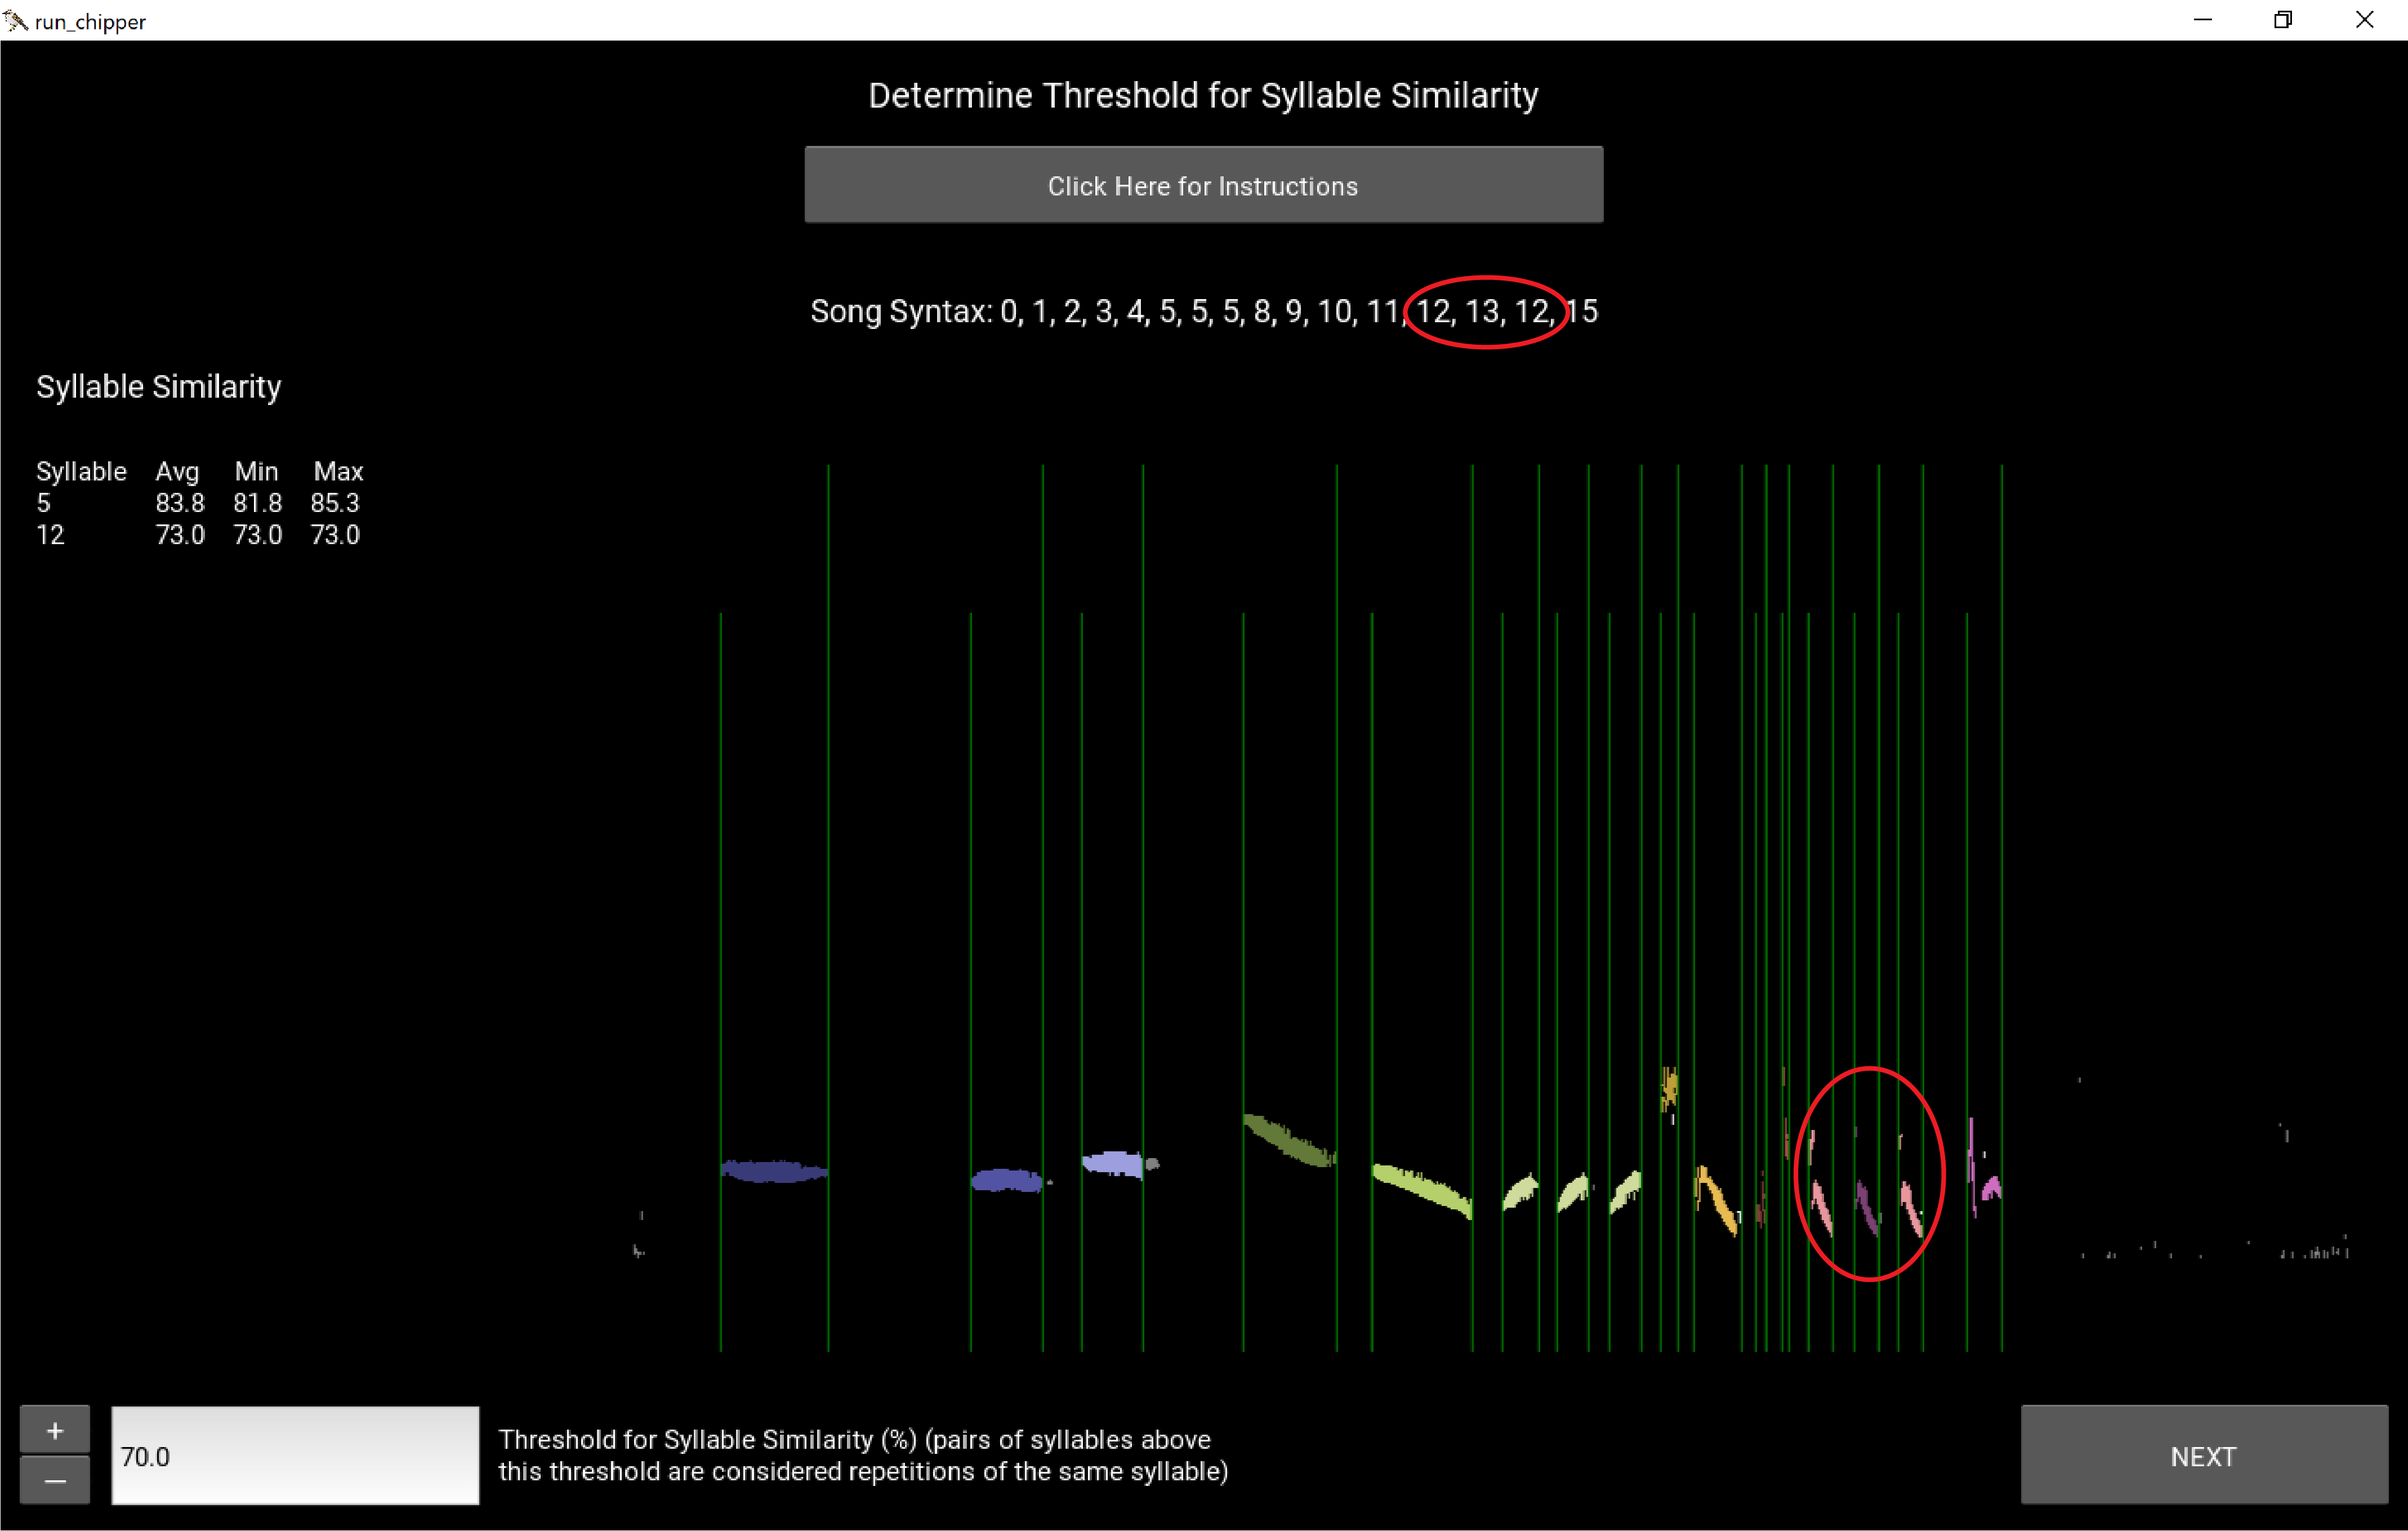 run_chipper
Determine Threshold for Syllable Similarity
Click Here for Instructions
Song Syntax: 0, 1, 2, 3, 4, 5, 5, 5, 8, 9, 10, 11, 12, 13, 12, 15
Syllable Similarity
Syllable Avg Min Max
5 83.8 81.8 85.3
12 73.0 73.0 73.0
+
70.0
−
Threshold for Syllable Similarity (%) (pairs of syllables above
this threshold are considered repetitions of the same syllable)
NEXT